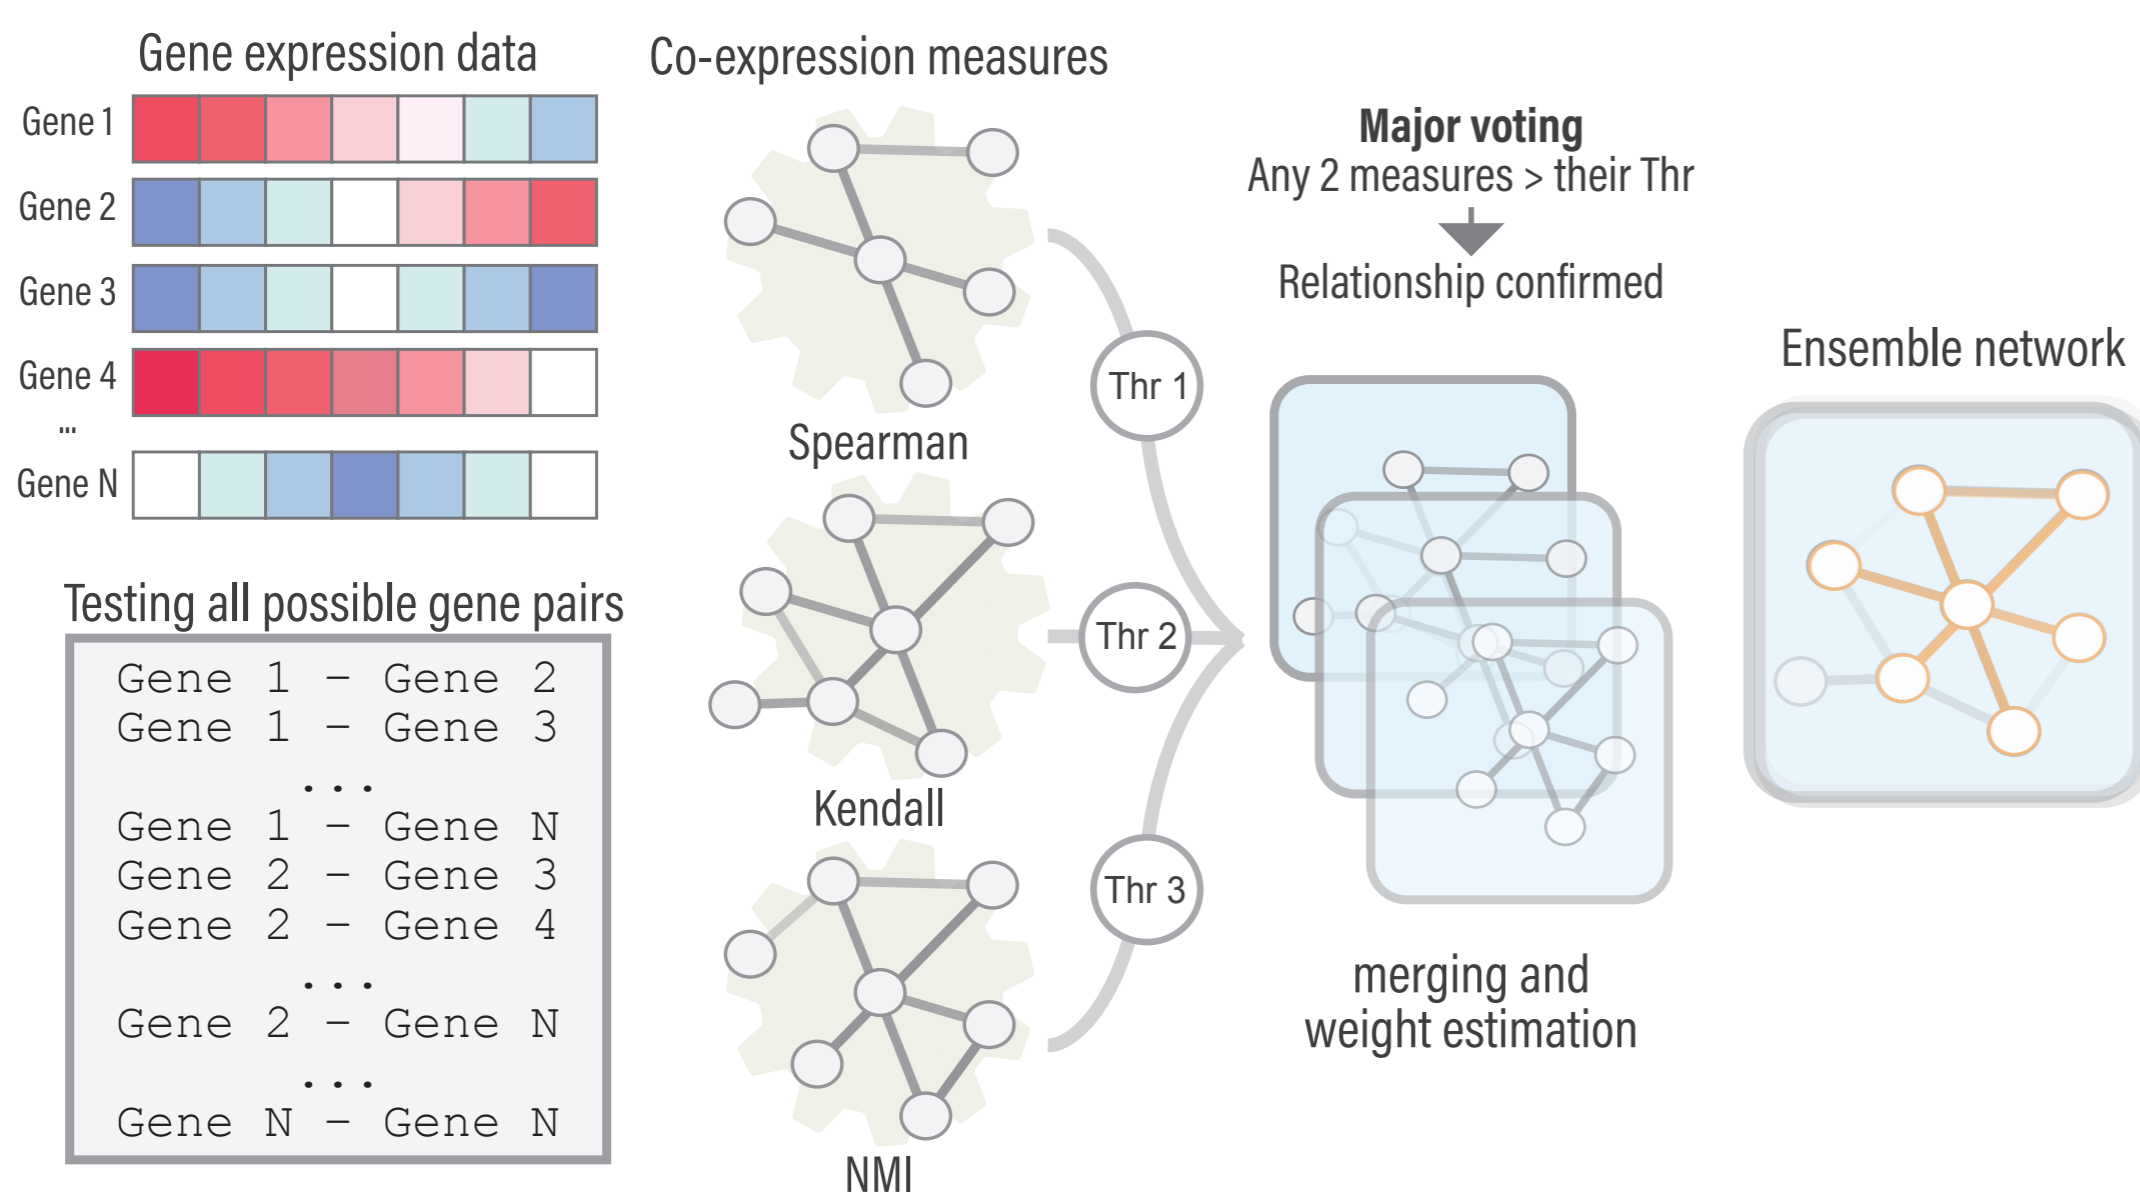 Gene expression data
Gene 1
Gene 2
Gene 3
Gene 4
...
Gene N
Testing all possible gene pairs
Gene 1 – Gene 2
Gene 1 – Gene 3
...
Gene 1 – Gene N
Gene 2 – Gene 3
Gene 2 – Gene 4
...
Gene 2 – Gene N
...
Gene N – Gene N
Co-expression measures
Spearman
Kendall
NMI
Thr 1
Thr 2
Thr 3
Major voting
Any 2 measures > their Thr
Relationship confirmed
merging and
weight estimation
Ensemble network